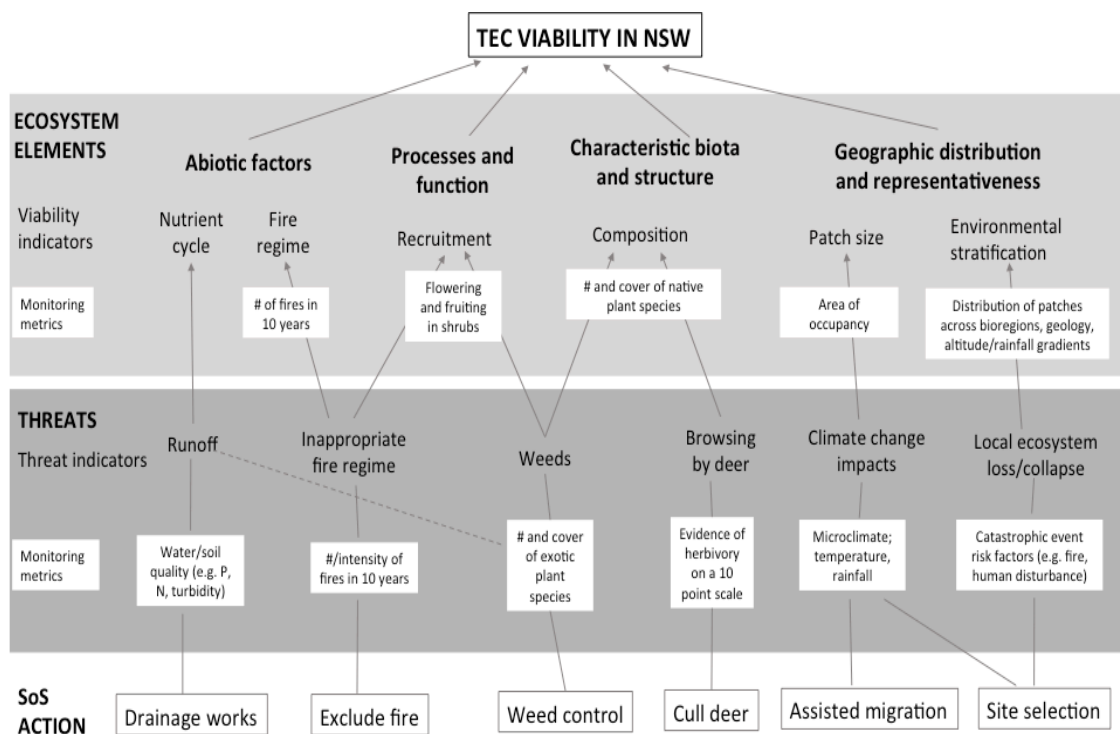 TEC VIABILITY IN NSW
ECOSYSTEM
ELEMENTS
Abiotic factors
Processes and
function
Characteristic biota
and structure
Geographic distribution
and representativeness
Viability
indicators
Nutrient
cycle
Fire
regime
Recruitment
Composition
Patch size
Environmental
stratification
Monitoring
metrics
# of fires in
10 years
Flowering
and fruiting
in shrubs
# and cover of native
plant species
Area of
occupancy
Distribution of patches
across bioregions, geology,
altitude/rainfall gradients
THREATS
Threat indicators
Runoff
Inappropriate
fire regime
Weeds
Browsing
by deer
Climate change
impacts
Local ecosystem
loss/collapse
Monitoring
metrics
Water/soil
quality (e.g. P,
N, turbidity)
#/intensity of
fires in 10 years
# and cover
of exotic
plant
species
Evidence of
herbivory
on a 10
point scale
Microclimate;
temperature,
rainfall
Catastrophic event
risk factors (e.g. fire,
human disturbance)
SoS
ACTION
Drainage works
Exclude fire
Weed control
Cull deer
Assisted migration
Site selection